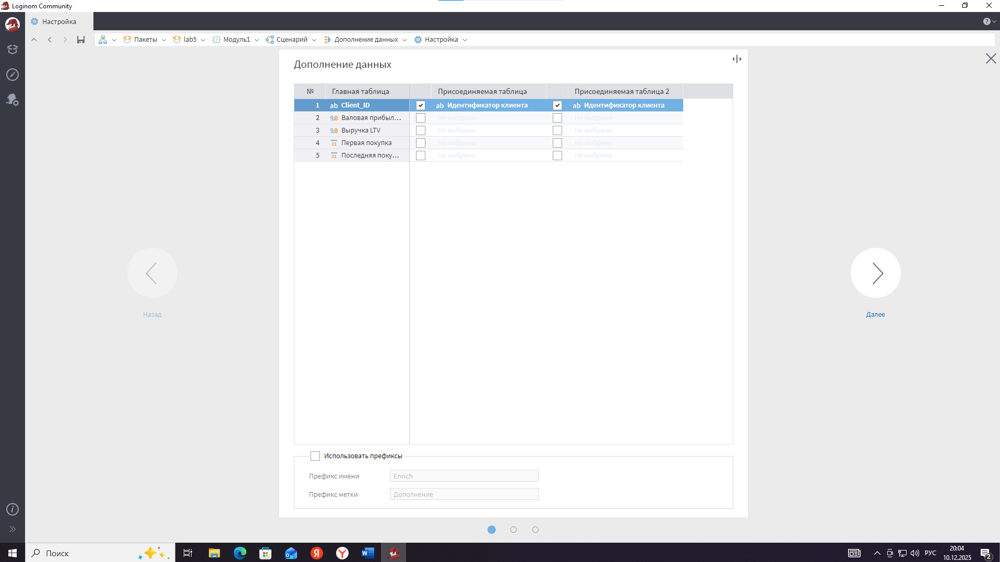 Loginom Community
Настройка
Пакеты
lab5
Модуль1
Сценарий
Дополнение данных
Настройка
Дополнение данных
№ Главная таблица Присоединяемая таблица Присоединяемая таблица 2
1 ab Client_ID ab Идентификатор клиента ab Идентификатор клиента
2 9.0 Валовая прибыл... Не выбрано Не выбрано
3 9.0 Выручка LTV Не выбрано Не выбрано
4 31 Первая покупка Не выбрано Не выбрано
5 31 Последняя поку... Не выбрано Не выбрано
Назад
Далее
Использовать префиксы
Префикс имени Enrich
Префикс метки Дополнение
Поиск
РУС
20:04
10.12.2025
2